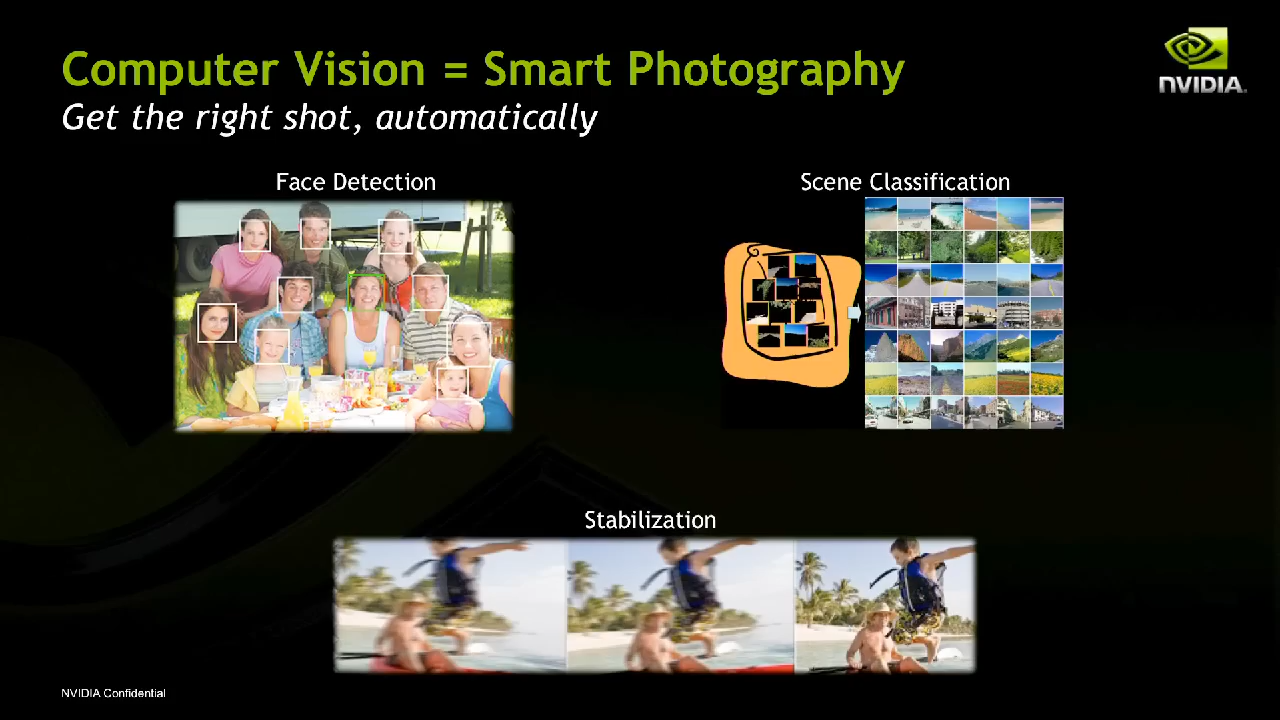 Computer Vision = Smart Photography
Get the right shot, automatically
NVIDIA.
Face Detection
Scene Classification
Stabilization
NVIDIA Confidential